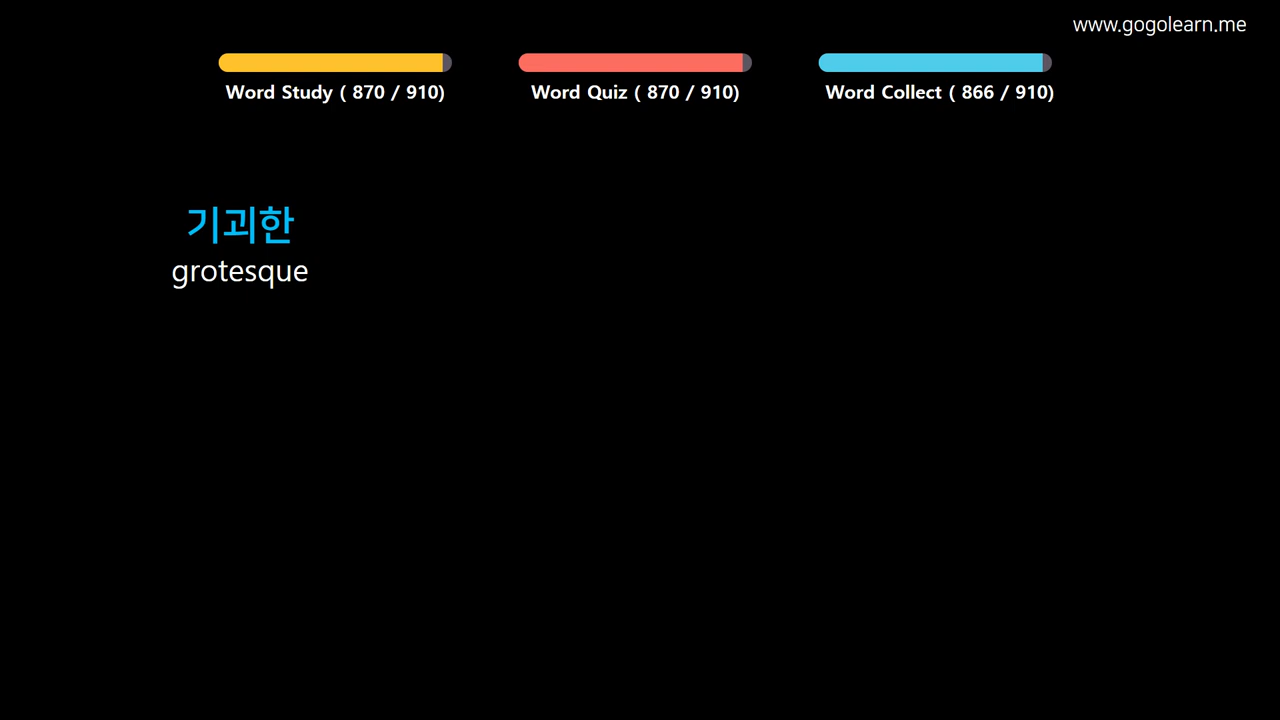 www.gogolearn.me
Word Study ( 870 / 910)
Word Quiz ( 870 / 910)
Word Collect ( 866 / 910)
기괴한
grotesque